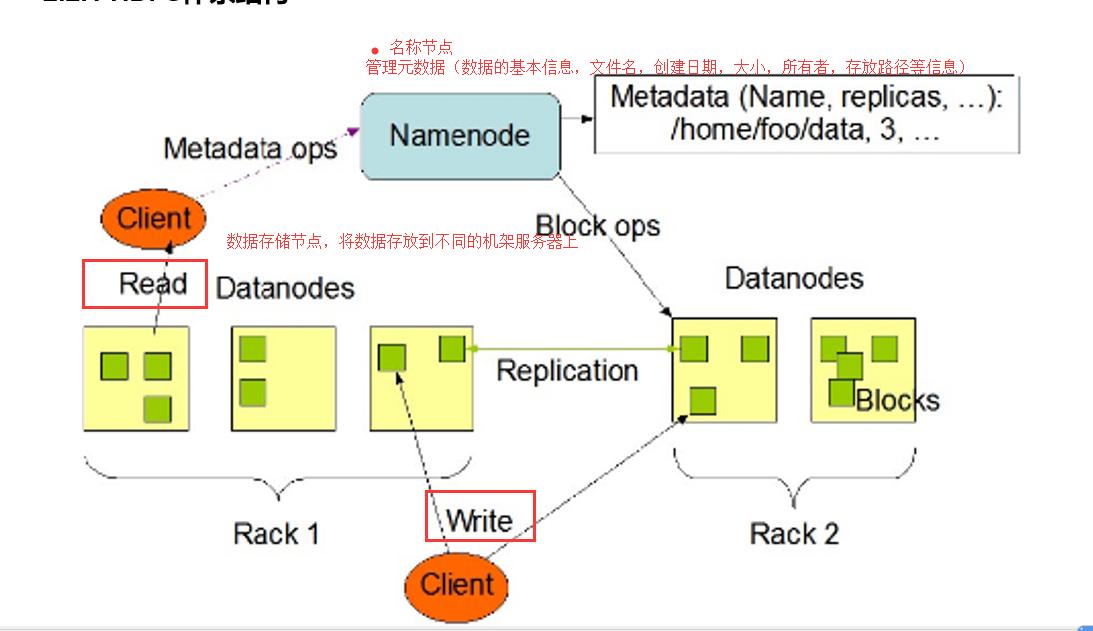 名称节点
管理元数据（数据的基本信息，文件名，创建日期，大小，所有者，存放路径等信息）
Metadata (Name, replicas, ...):
/home/foo/data, 3, ...
Namenode
Metadata ops
Client
Block ops
数据存储节点，将数据存放到不同的机架服务器上
Read
Datanodes
Datanodes
Replication
Blocks
Rack 1
Write
Rack 2
Client